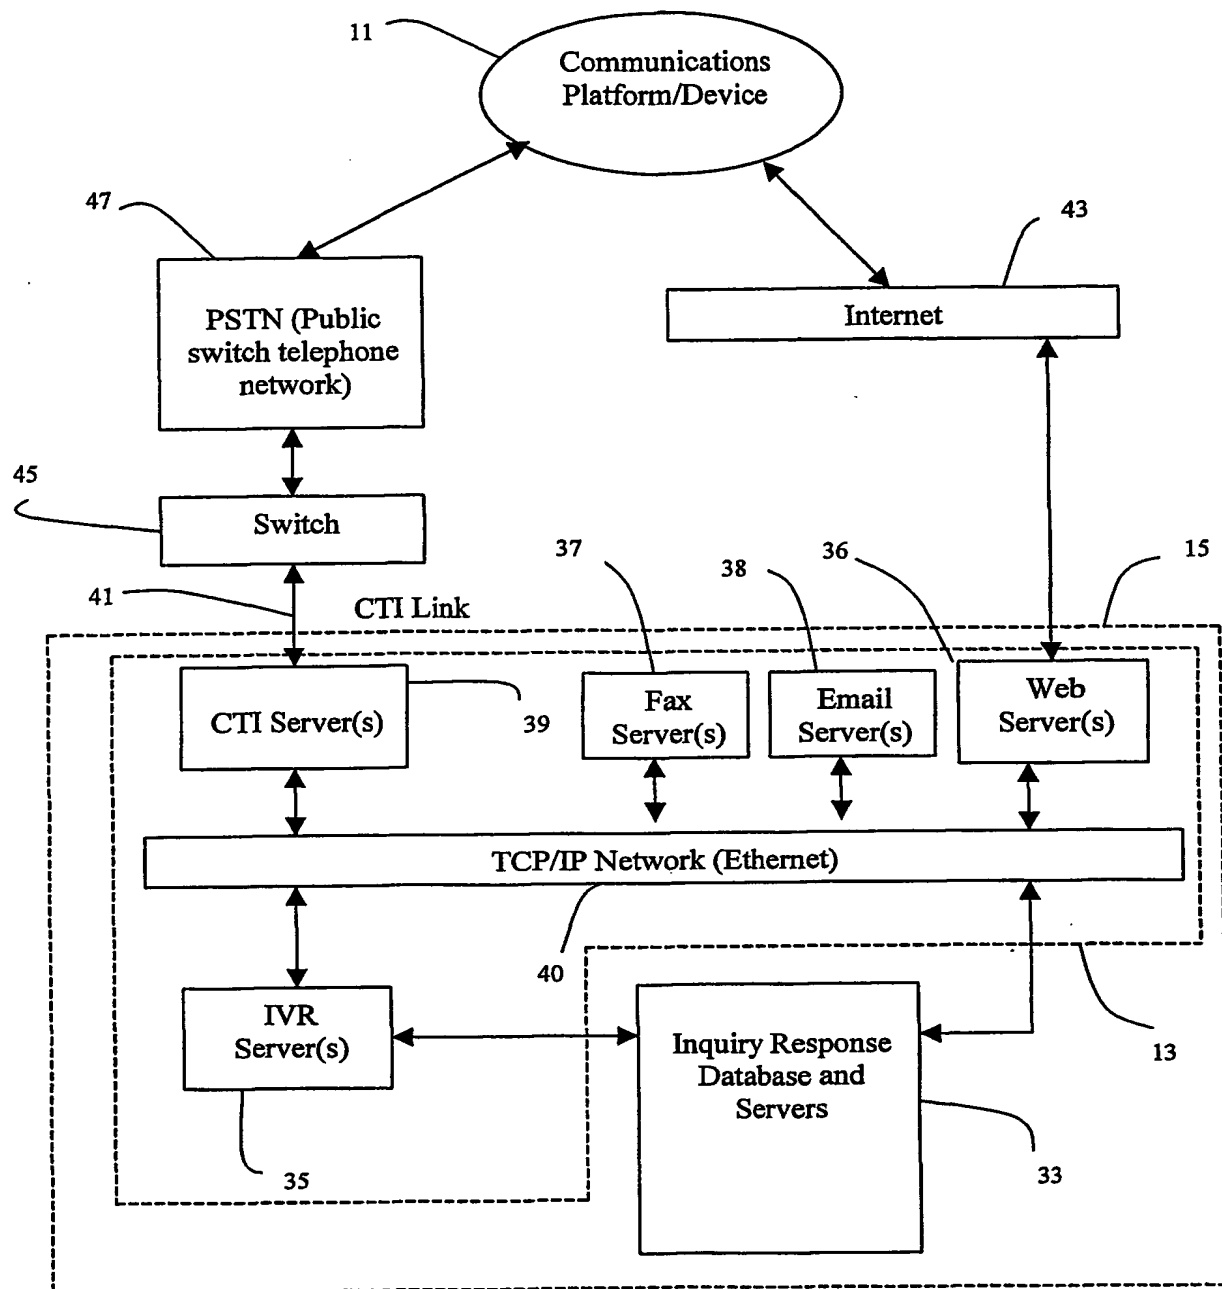 11
Communications
Platform/Device
47
43
PSTN (Public
switch telephone
network)
Internet
45
Switch
37
38
36
15
41
CTI Link
CTI Server(s)
39
Fax
Server(s)
Email
Server(s)
Web
Server(s)
TCP/IP Network (Ethernet)
40
IVR
Server(s)
Inquiry Response
Database and
Servers
13
35
33